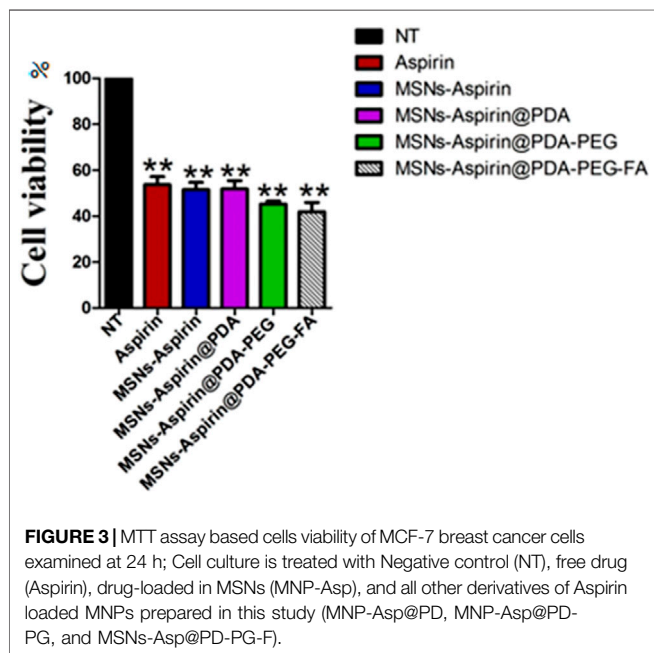 Cell viability %
100
80
60
40
20
0
**
**
**
**
**
NT
Aspirin
MSNs-Aspirin
MSNs-Aspirin@PDA
MSNs-Aspirin@PDA-PEG
MSNs-Aspirin@PDA-PEG-FA
NT
Aspirin
MSNs-Aspirin
MSNs-Aspirin@PDA
MSNs-Aspirin@PDA-PEG
MSNs-Aspirin@PDA-PEG-FA
FIGURE 3 | MTT assay based cells viability of MCF-7 breast cancer cells
examined at 24 h; Cell culture is treated with Negative control (NT), free drug
(Aspirin), drug-loaded in MSNs (MNP-Asp), and all other derivatives of Aspirin
loaded MNPs prepared in this study (MNP-Asp@PD, MNP-Asp@PD-
PG, and MSNs-Asp@PD-PG-F).